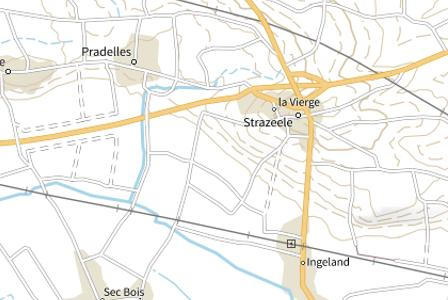 Pradelles
e
la Vierge
Strazeele
Ingeland
Sec Bois